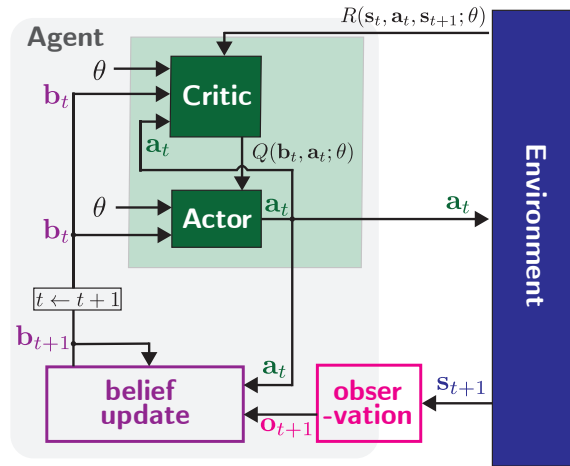 R(s_t, a_t, s_{t+1}; θ)
Agent
θ
Critic
b_t
a_t
Q(b_t, a_t; θ)
θ
Actor
a_t
a_t
b_t
Environment
t ← t + 1
b_{t+1}
a_t
belief
update
obser
-vation
s_{t+1}
o_{t+1}